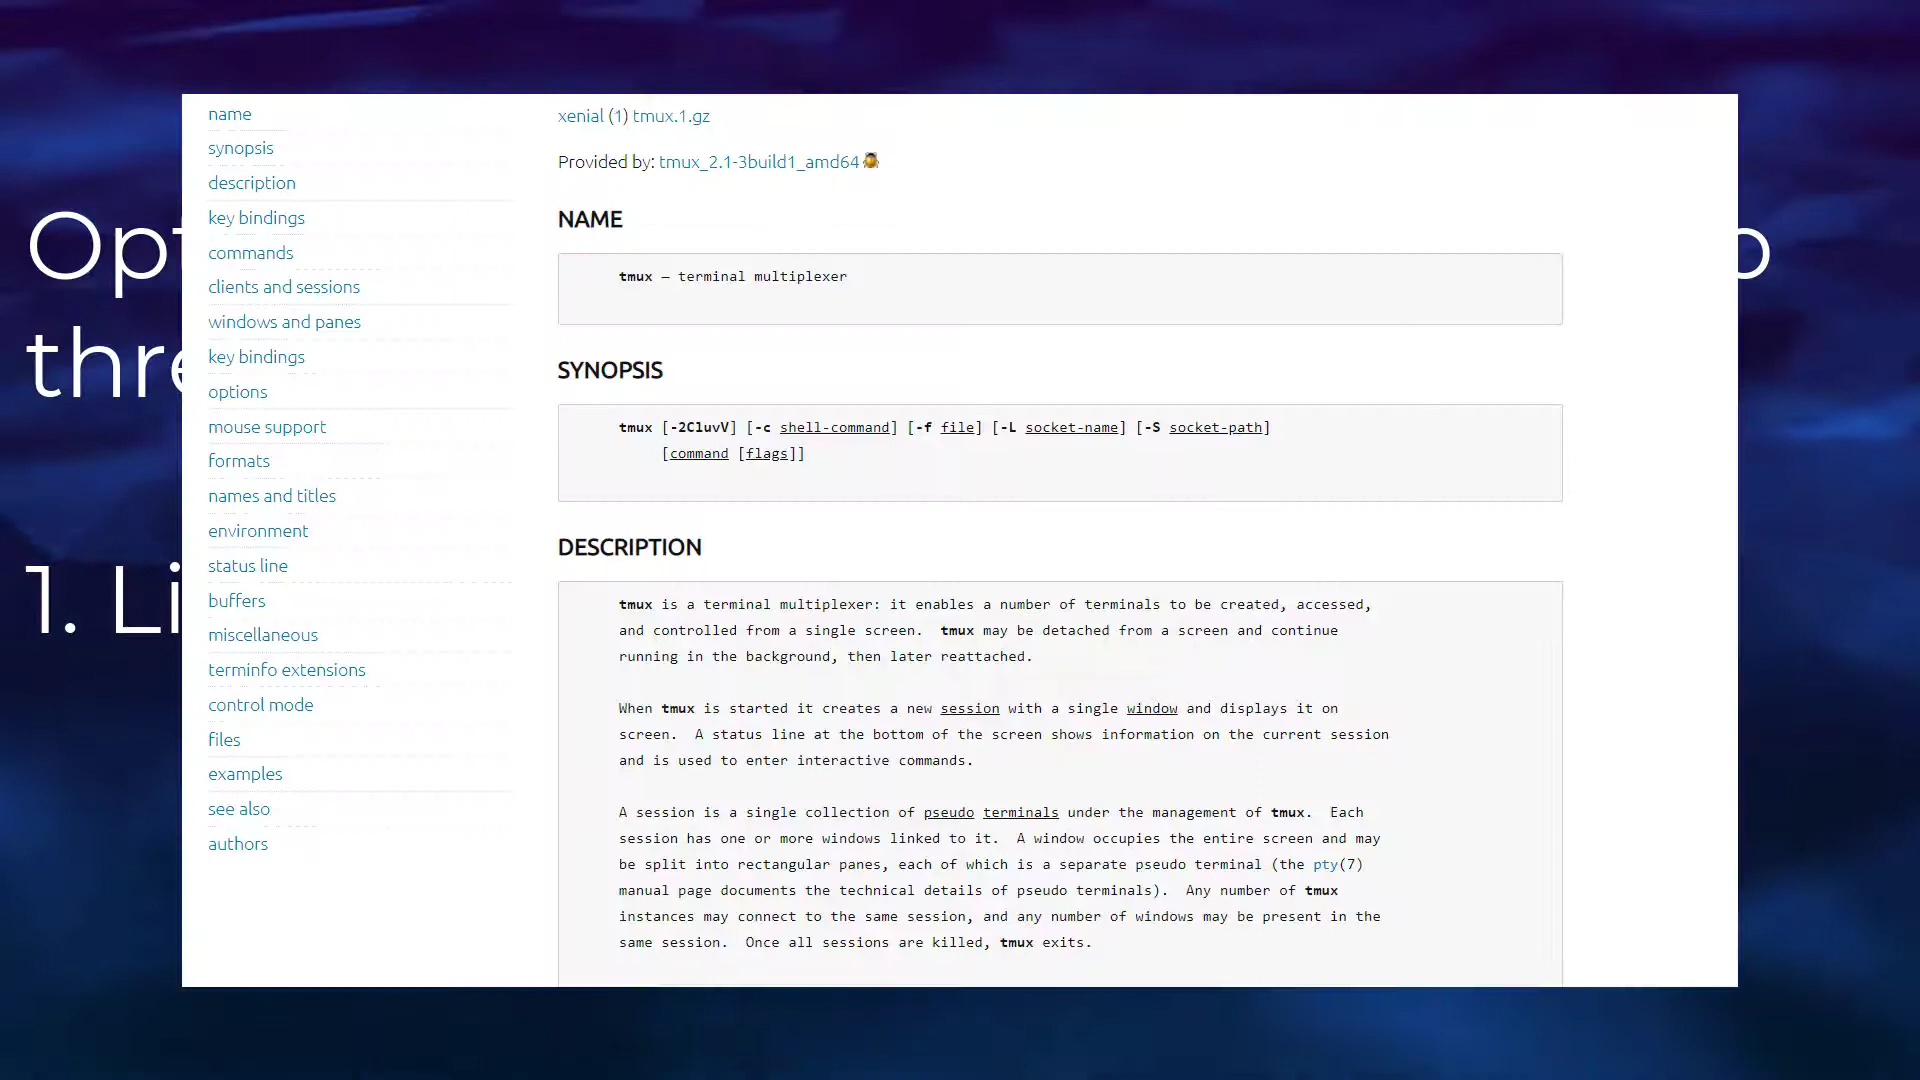 name
synopsis
description
key bindings
commands
clients and sessions
windows and panes
key bindings
options
mouse support
formats
names and titles
environment
status line
buffers
miscellaneous
terminfo extensions
control mode
files
examples
see also
authors
xenial (1) tmux.1.gz
Provided by: tmux_2.1-3build1_amd64
NAME
tmux — terminal multiplexer
SYNOPSIS
tmux [-2CluvV] [-c shell-command] [-f file] [-L socket-name] [-S socket-path]
[command [flags]]
DESCRIPTION
tmux is a terminal multiplexer: it enables a number of terminals to be created, accessed,
and controlled from a single screen.  tmux may be detached from a screen and continue
running in the background, then later reattached.
When tmux is started it creates a new session with a single window and displays it on
screen.  A status line at the bottom of the screen shows information on the current session
and is used to enter interactive commands.
A session is a single collection of pseudo terminals under the management of tmux.  Each
session has one or more windows linked to it.  A window occupies the entire screen and may
be split into rectangular panes, each of which is a separate pseudo terminal (the pty(7)
manual page documents the technical details of pseudo terminals).  Any number of tmux
instances may connect to the same session, and any number of windows may be present in the
same session.  Once all sessions are killed, tmux exits.
1.